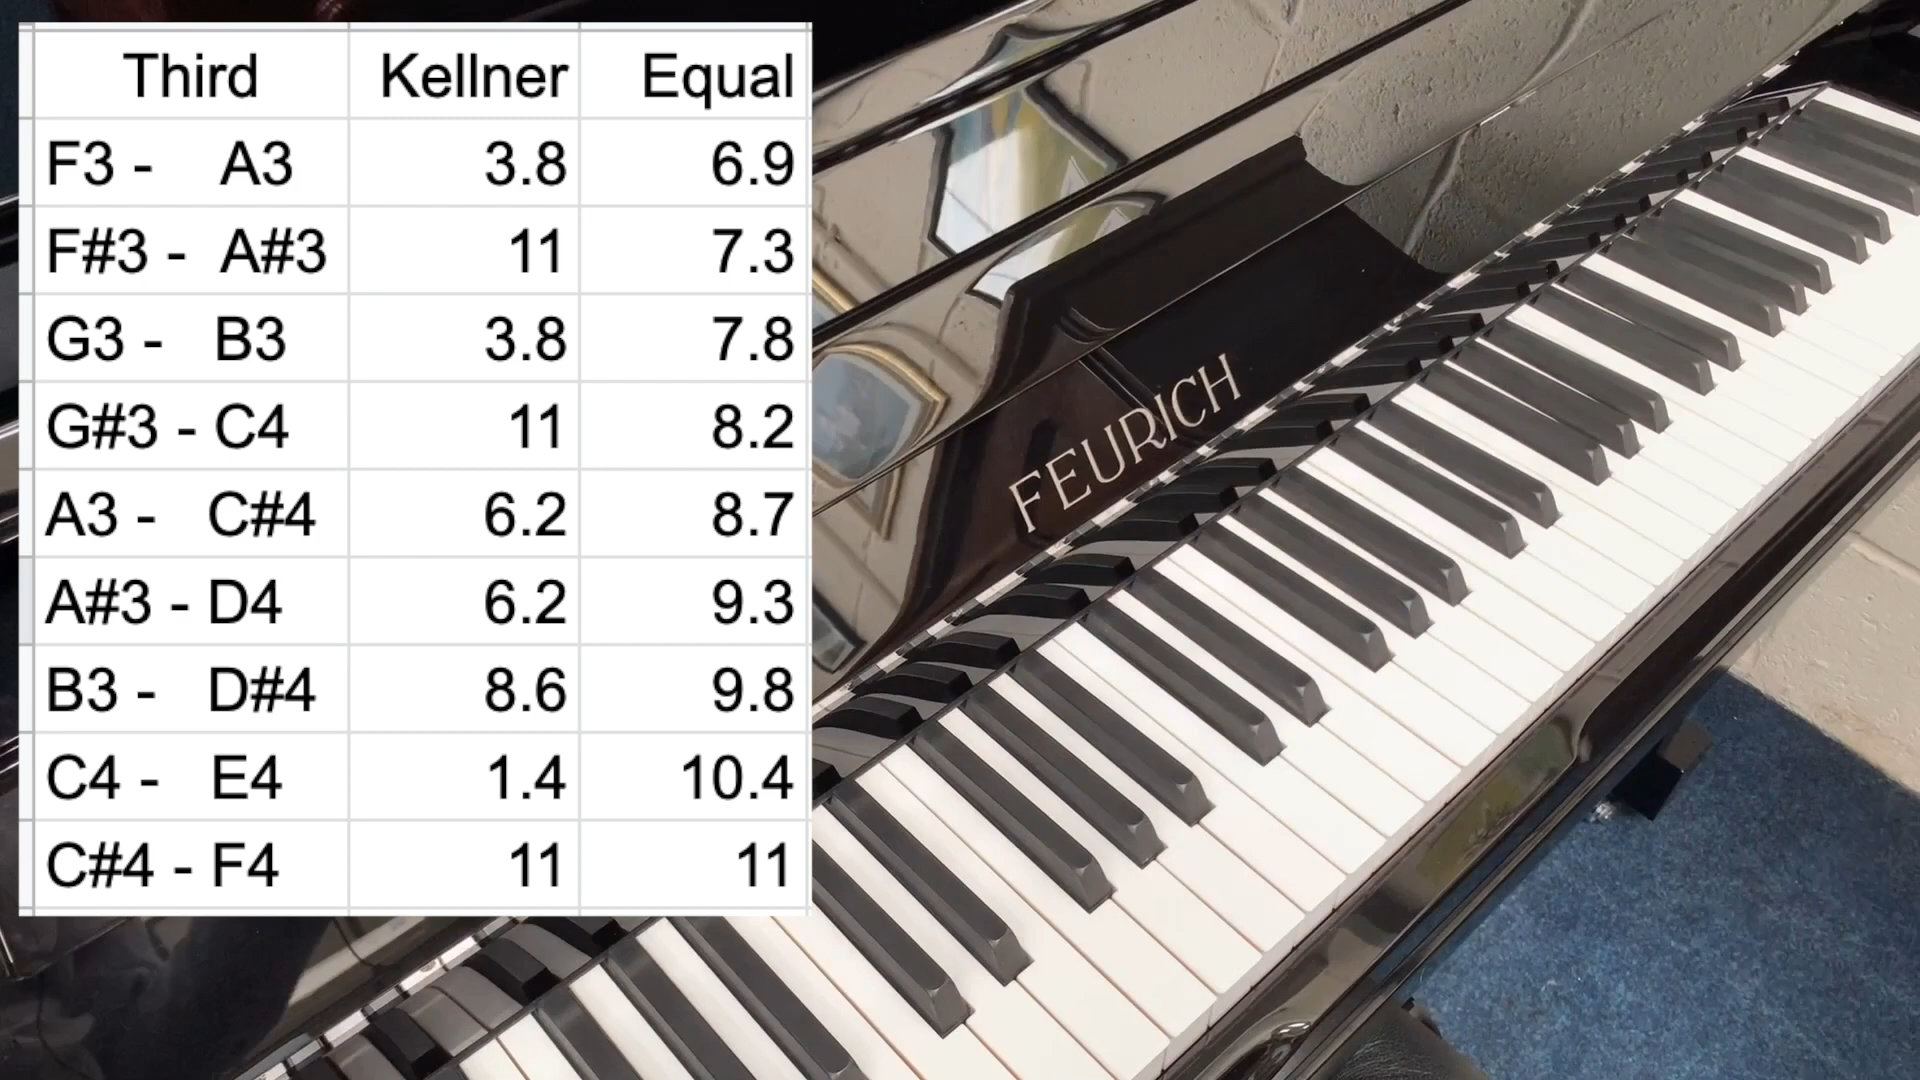 Third Kellner Equal
F3 - A3 3.8 6.9
F#3 - A#3 11 7.3
G3 - B3 3.8 7.8
G#3 - C4 11 8.2
A3 - C#4 6.2 8.7
A#3 - D4 6.2 9.3
B3 - D#4 8.6 9.8
C4 - E4 1.4 10.4
C#4 - F4 11 11
FEURICH